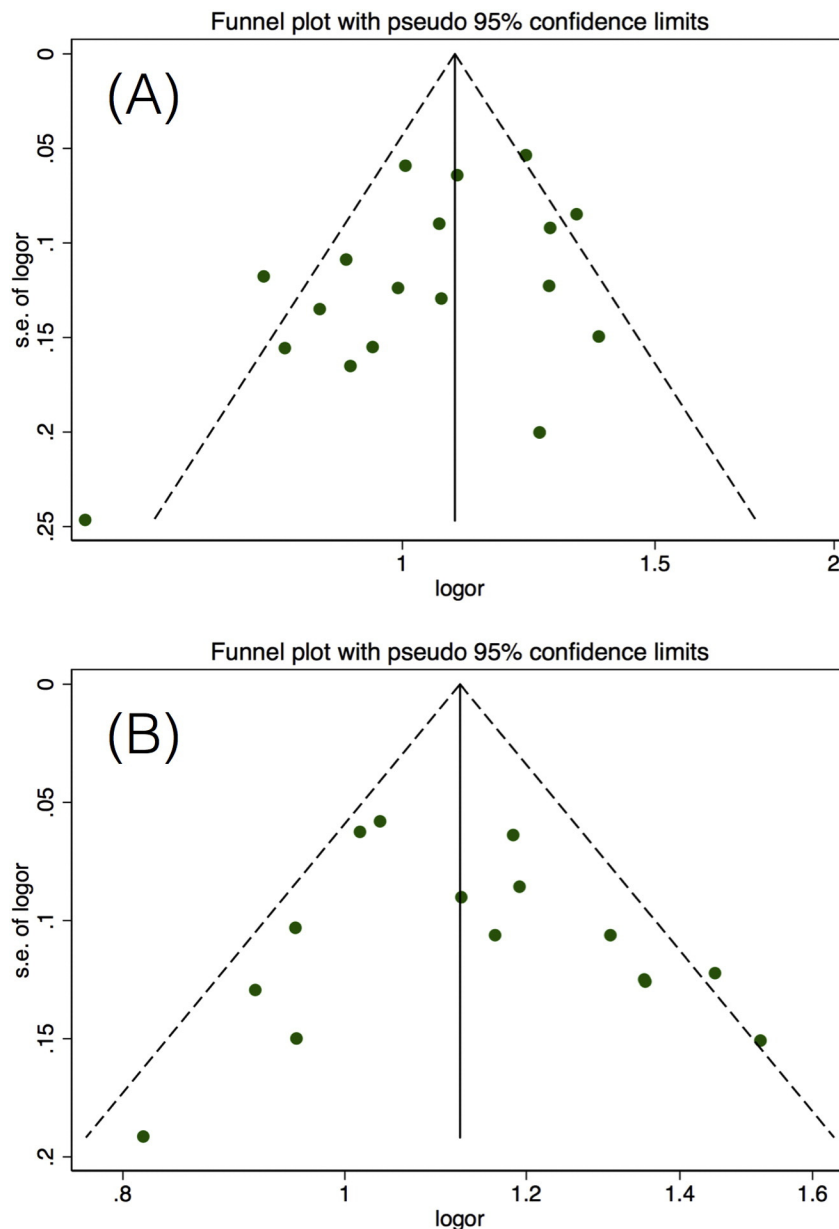 Funnel plot with pseudo 95% confidence limits
(A)
s.e. of logor
0
.05
.1
.15
.2
.25
1
1.5
2
logor
Funnel plot with pseudo 95% confidence limits
(B)
s.e. of logor
0
.05
.1
.15
.2
.8
1
1.2
1.4
1.6
logor